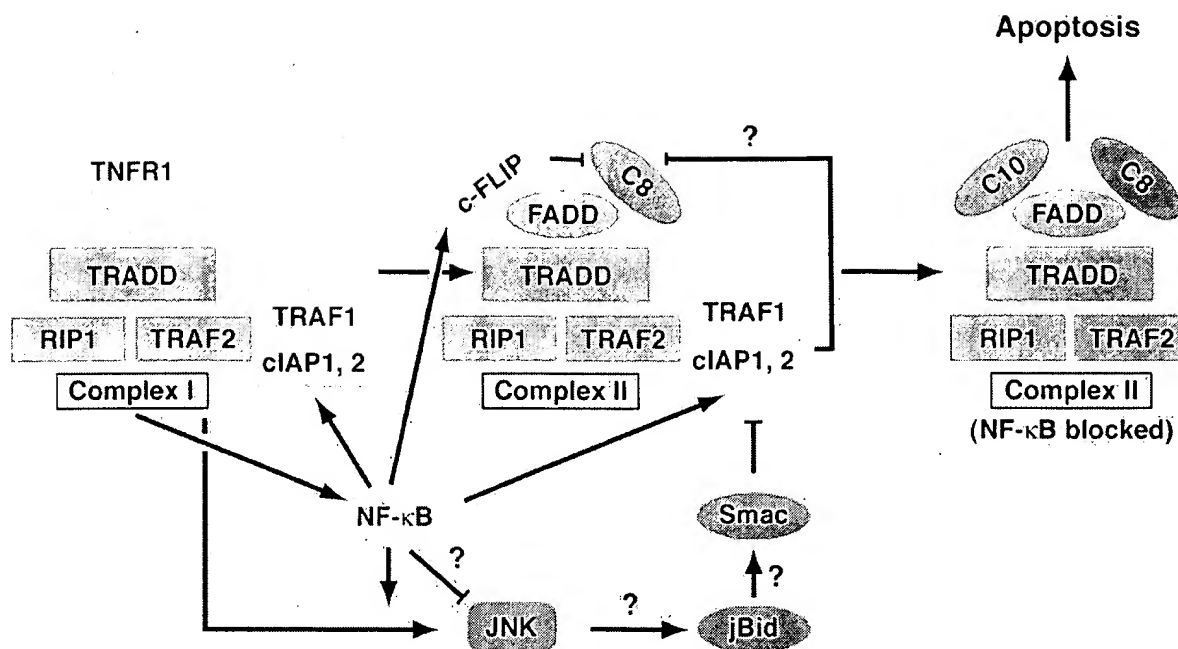 Apoptosis
TNFR1
TRADD
RIP1 TRAF2
TRAF1
cIAP1, 2
Complex I
c-FLIP
C8
?
FADD
TRADD
RIP1 TRAF2
TRAF1
cIAP1, 2
Complex II
C10
C8
FADD
TRADD
RIP1 TRAF2
Complex II
(NF-κB blocked)
NF-κB
?
JNK
?
jBid
?
Smac